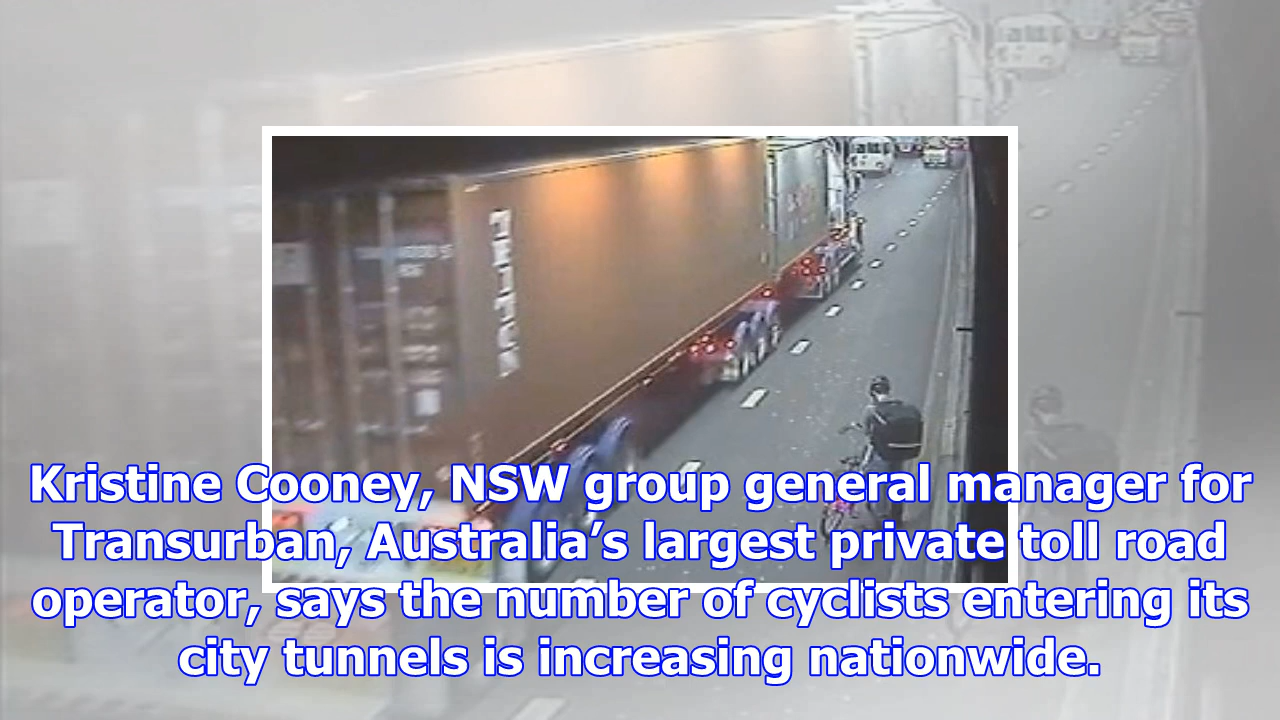 Kristine Cooney, NSW group general manager for
Transurban, Australia’s largest private toll road
operator, says the number of cyclists entering its
city tunnels is increasing nationwide.